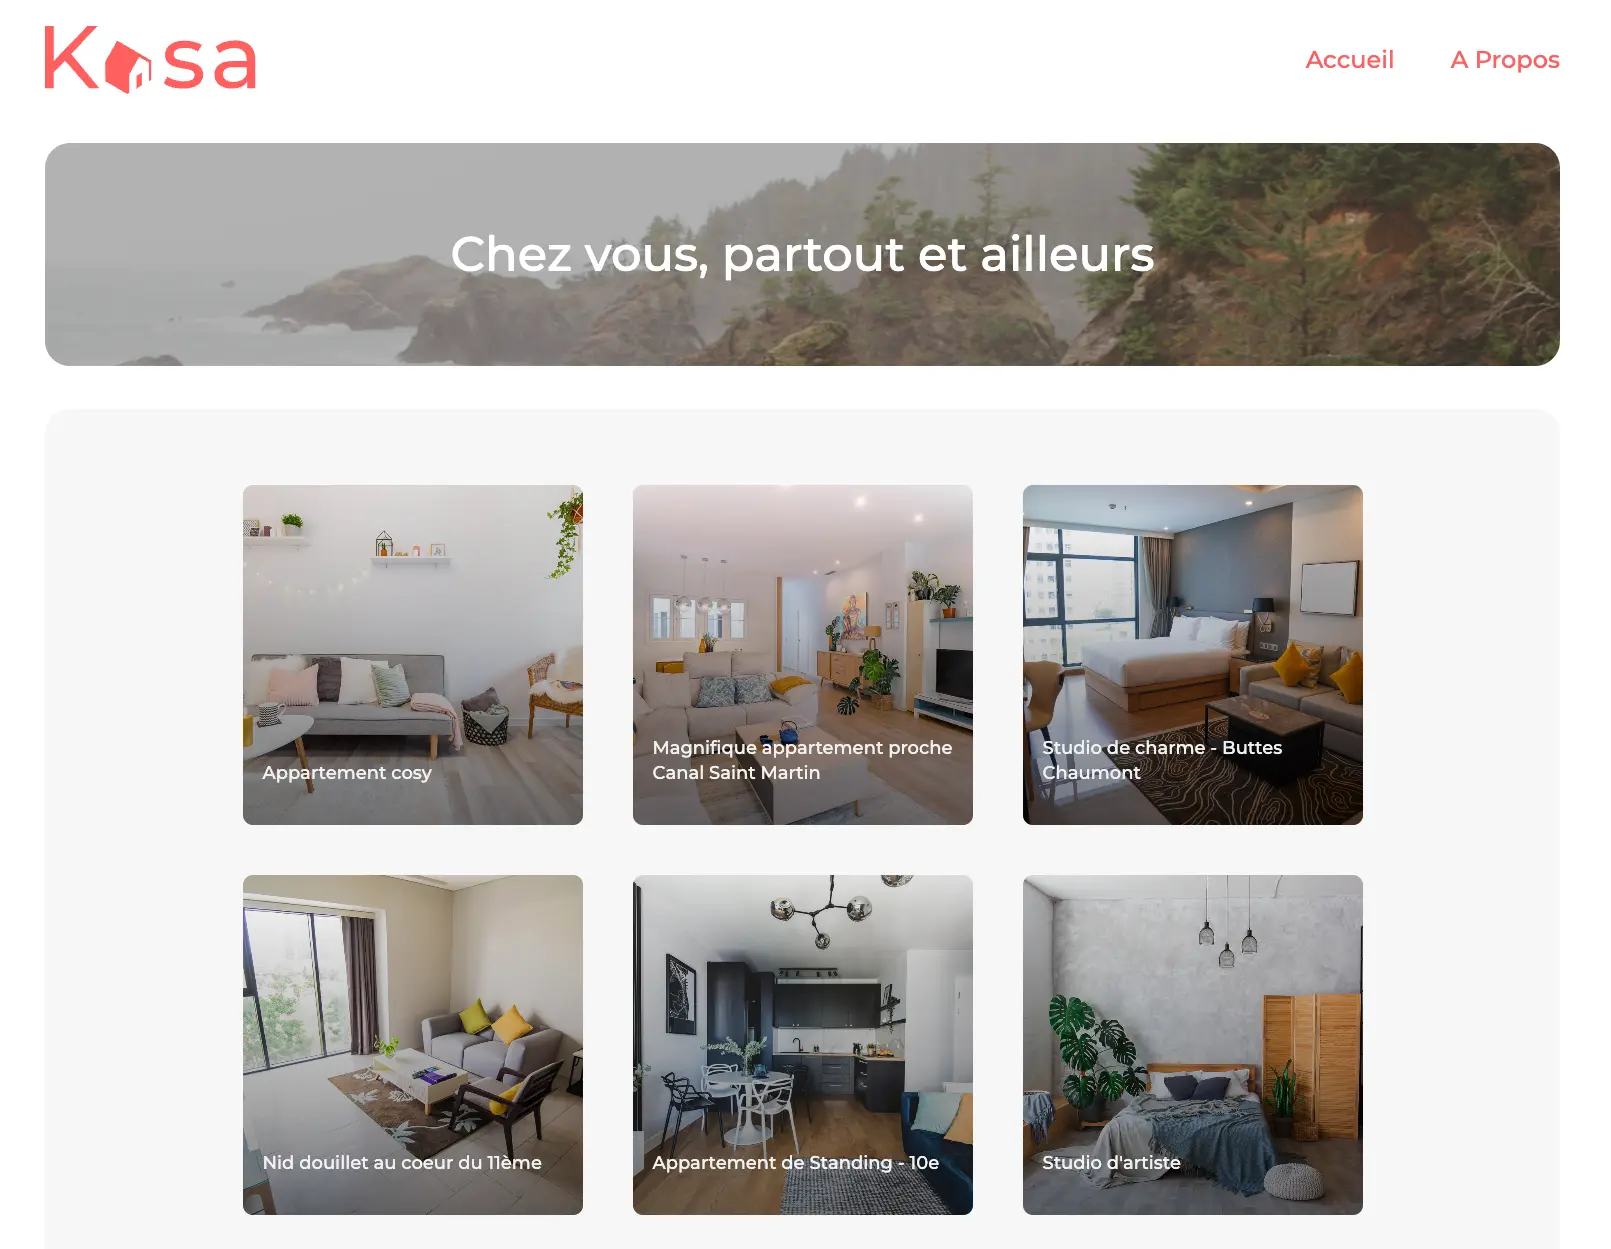 Kasa
Accueil
A Propos
Chez vous, partout et ailleurs
Appartement cosy
Magnifique appartement proche
Canal Saint Martin
Studio de charme - Buttes
Chaumont
Nid douillet au coeur du 11ème
Appartement de Standing - 10e
Studio d'artiste